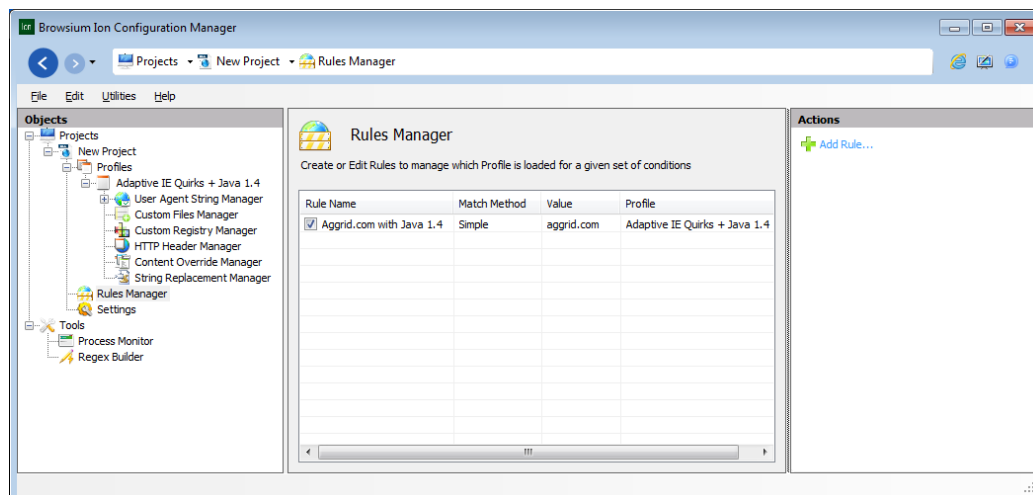 Ion Browsium Ion Configuration Manager
Projects New Project Rules Manager
File Edit Utilities Help
Objects
Projects
New Project
Profiles
Adaptive IE Quirks + Java 1.4
User Agent String Manager
Custom Files Manager
Custom Registry Manager
HTTP Header Manager
Content Override Manager
String Replacement Manager
Rules Manager
Settings
Tools
Process Monitor
Regex Builder
Rules Manager
Create or Edit Rules to manage which Profile is loaded for a given set of conditions
Rule Name Match Method Value Profile
Aggrid.com with Java 1.4 Simple aggrid.com Adaptive IE Quirks + Java 1.4
Actions
Add Rule...